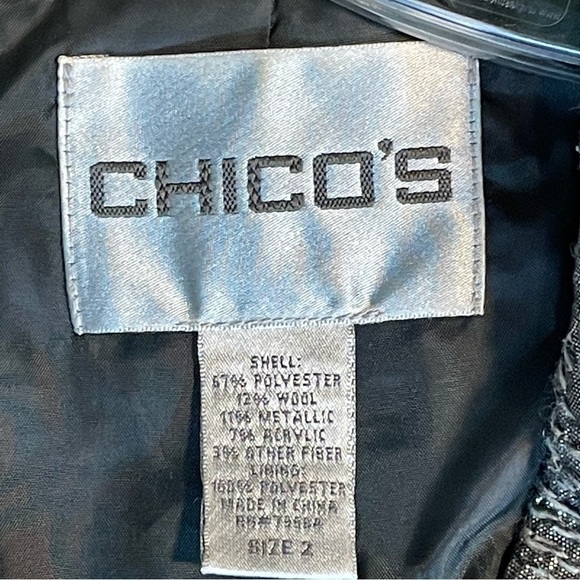 CHICO'S
SHELL:
67% POLYESTER
12% WOOL
11% METALLIC
7% ACRYLIC
3% OTHER FIBER
LINING:
100% POLYESTER
MADE IN CHINA
SIZE 2